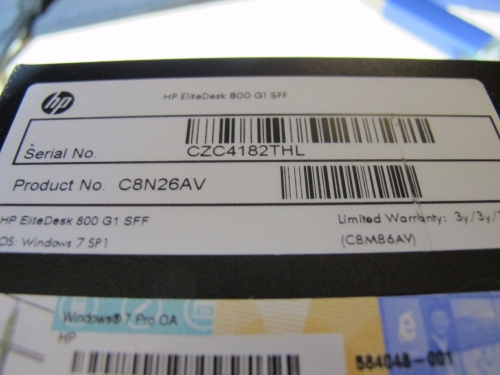 hp
HP EliteDesk 800 G1 SFF
Serial No.
CZC4182THL
Product No. C8N26AV
HP EliteDesk 800 G1 SFF
Limited Warranty: 3y/3y/
OS: Windows 7 SP1
(C8M86AV)
Windows® 7 Pro OA
HP
584048-001